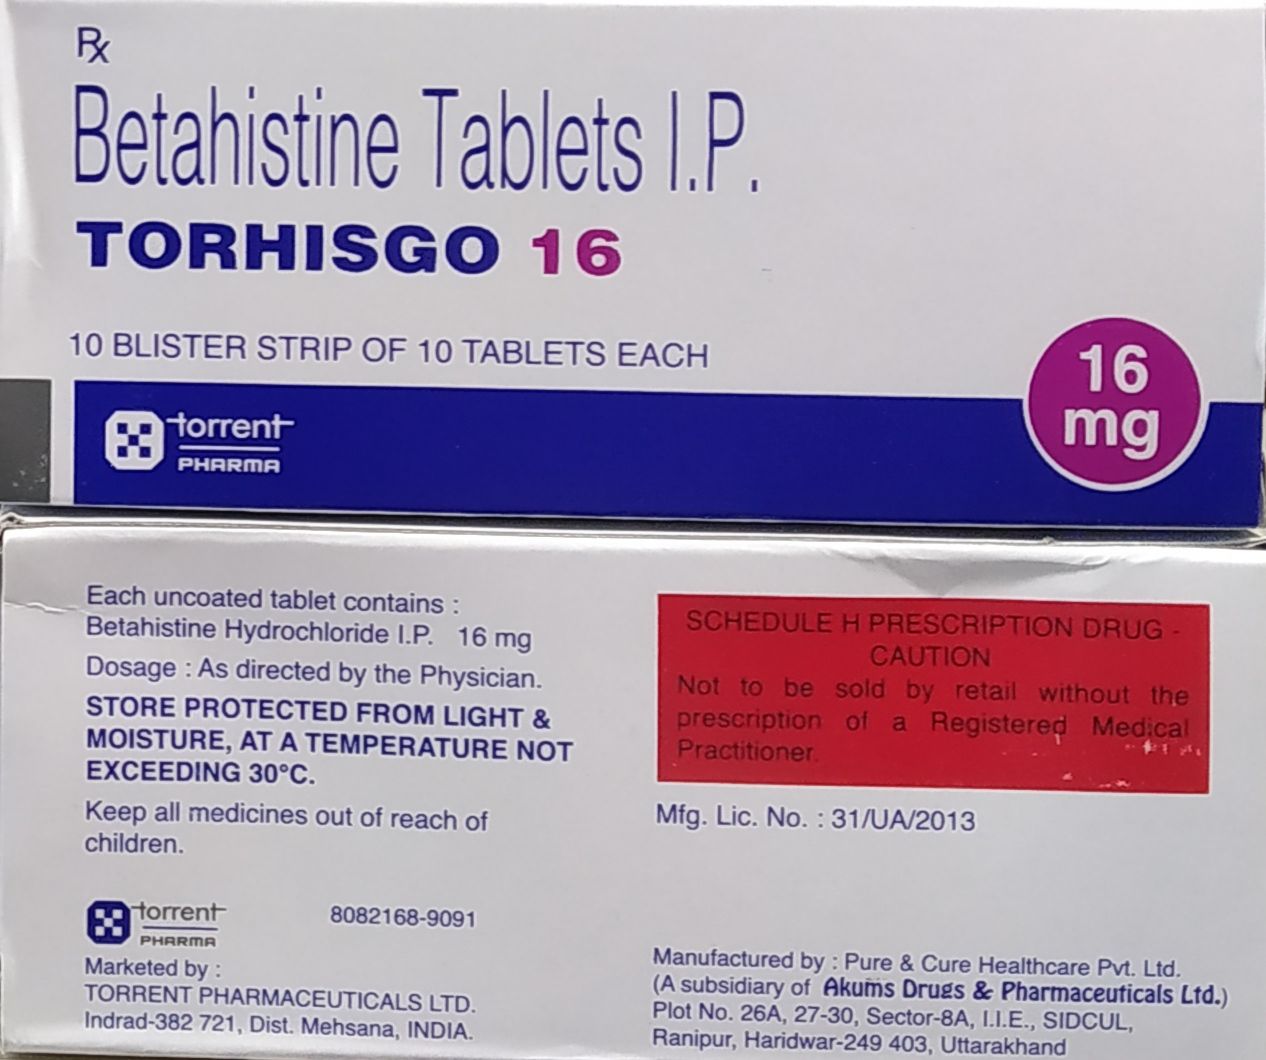 Rx
Betahistine Tablets I.P.
TORHISGO 16
10 BLISTER STRIP OF 10 TABLETS EACH
16
mg
torrent
PHARMA
Each uncoated tablet contains :
Betahistine Hydrochloride I.P. 16 mg
Dosage : As directed by the Physician.
STORE PROTECTED FROM LIGHT &
MOISTURE, AT A TEMPERATURE NOT
EXCEEDING 30°C.
Keep all medicines out of reach of
children.
SCHEDULE H PRESCRIPTION DRUG -
CAUTION
Not to be sold by retail without the
prescription of a Registered Medical
Practitioner.
Mfg. Lic. No. : 31/UA/2013
torrent
PHARMA
8082168-9091
Marketed by :
TORRENT PHARMACEUTICALS LTD.
Indrad-382 721, Dist. Mehsana, INDIA.
Manufactured by : Pure & Cure Healthcare Pvt. Ltd.
(A subsidiary of Akums Drugs & Pharmaceuticals Ltd.)
Plot No. 26A, 27-30, Sector-8A, I.I.E., SIDCUL,
Ranipur, Haridwar-249 403, Uttarakhand